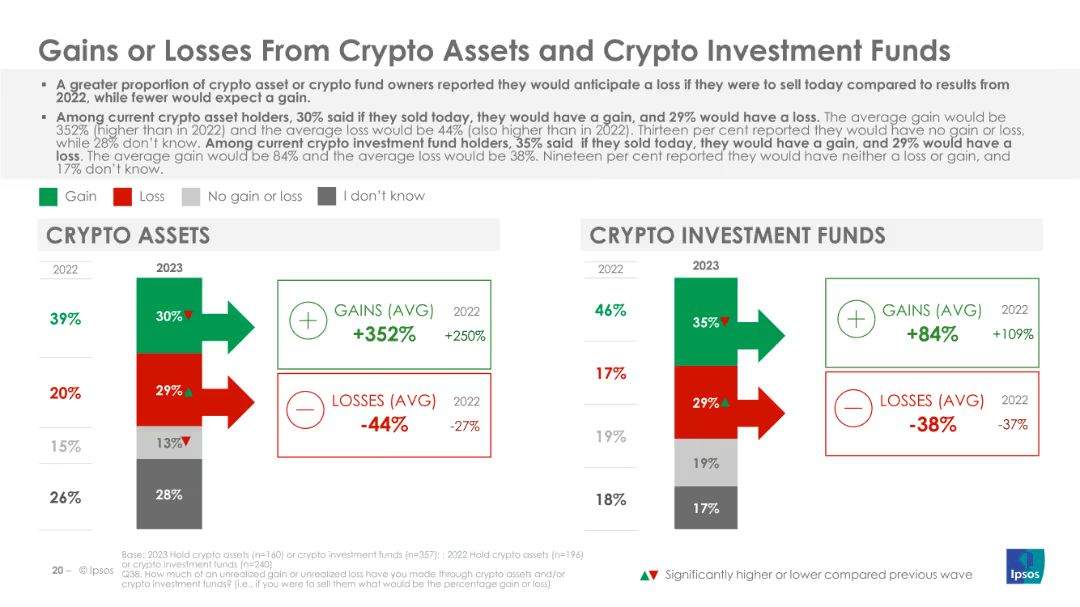 Gains or Losses From Crypto Assets and Crypto Investment Funds
▪ A greater proportion of crypto asset or crypto fund owners reported they would anticipate a loss if they were to sell today compared to results from
2022, while fewer would expect a gain.
▪ Among current crypto asset holders, 30% said if they sold today, they would have a gain, and 29% would have a loss. The average gain would be
352% (higher than in 2022) and the average loss would be 44% (also higher than in 2022). Thirteen per cent reported they would have no gain or loss,
while 28% don't know. Among current crypto investment fund holders, 35% said if they sold today, they would have a gain, and 29% would have a
loss. The average gain would be 84% and the average loss would be 38%. Nineteen per cent reported they would have neither a loss or gain, and
17% don't know.
Gain Loss No gain or loss I don't know
CRYPTO ASSETS
2022 2023
39%
20%
15%
26%
30%▼
29%▲
13%▼
28%
GAINS (AVG) 2022
+352% +250%
LOSSES (AVG) 2022
-44% -27%
CRYPTO INVESTMENT FUNDS
2022 2023
46%
17%
19%
18%
35%▼
29%▲
19%
17%
GAINS (AVG) 2022
+84% +109%
LOSSES (AVG) 2022
-38% -37%
Base: 2023 Hold crypto assets (n=160) or crypto investment funds (n=357); : 2022 Hold crypto assets (n=196)
or crypto investment funds (n=240)
Q38. How much of an unrealized gain or unrealized loss have you made through crypto assets and/or
crypto investment funds? (i.e., if you were to sell them what would be the percentage gain or loss)
20 – © Ipsos
▲▼ Significantly higher or lower compared previous wave
Ipsos